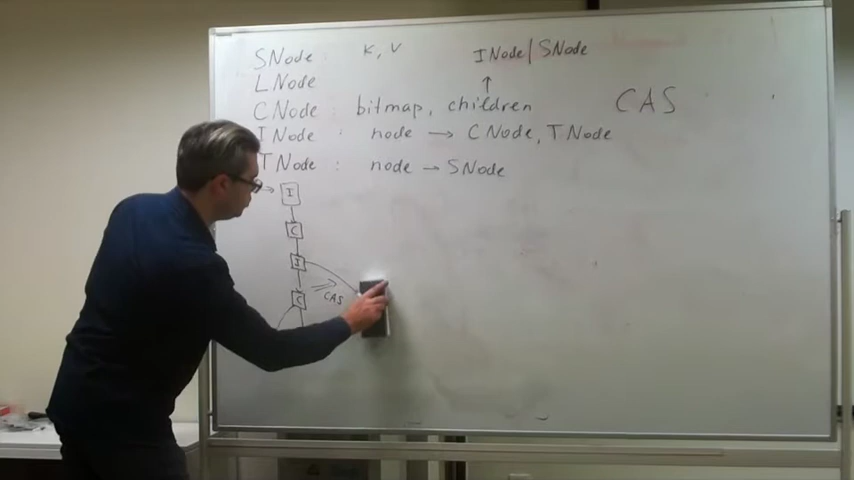 SNode : K, V INode/SNode
LNode ↑
CNode : bitmap, children CAS
INode : node → CNode, TNode
TNode : node → SNode
→ I
C
I
C ⇒ CAS